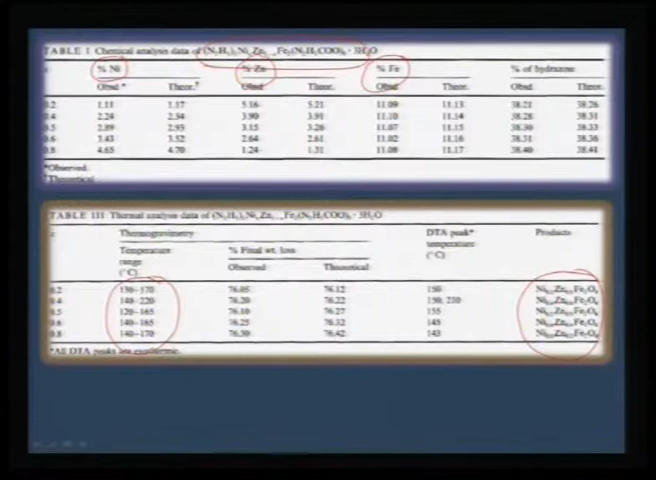 TABLE I Chemical analysis data of (N₂H₅)₃NiₓZn₁₋ₓFe₂(N₂H₃COO)₉ · 3H₂O
x % Ni % Zn % Fe % of hydrazine
Obsd * Theor.† Obsd Theor. Obsd Theor. Obsd Theor.
0.2 1.11 1.17 5.16 5.21 11.09 11.13 38.21 38.26
0.4 2.24 2.34 3.90 3.91 11.10 11.14 38.28 38.31
0.5 2.89 2.93 3.15 3.26 11.07 11.15 38.30 38.33
0.6 3.43 3.52 2.64 2.61 11.02 11.16 38.31 38.36
0.8 4.65 4.70 1.24 1.31 11.08 11.17 38.40 38.41
*Observed.
†Theoretical
TABLE III Thermal analysis data of (N₂H₅)₃NiₓZn₁₋ₓFe₂(N₂H₃COO)₉ · 3H₂O
x Thermogravimetry DTA peak* Products
Temperature % Final wt. loss temperature
range (°C)
(°C) Observed Theoretical
0.2 130–170 76.05 76.12 150
0.4 140–220 76.20 76.22 150; 210
0.5 120–165 76.10 76.27 155
0.6 140–165 76.25 76.32 145
0.8 140–170 76.30 76.42 143
*All DTA peaks are exothermic.